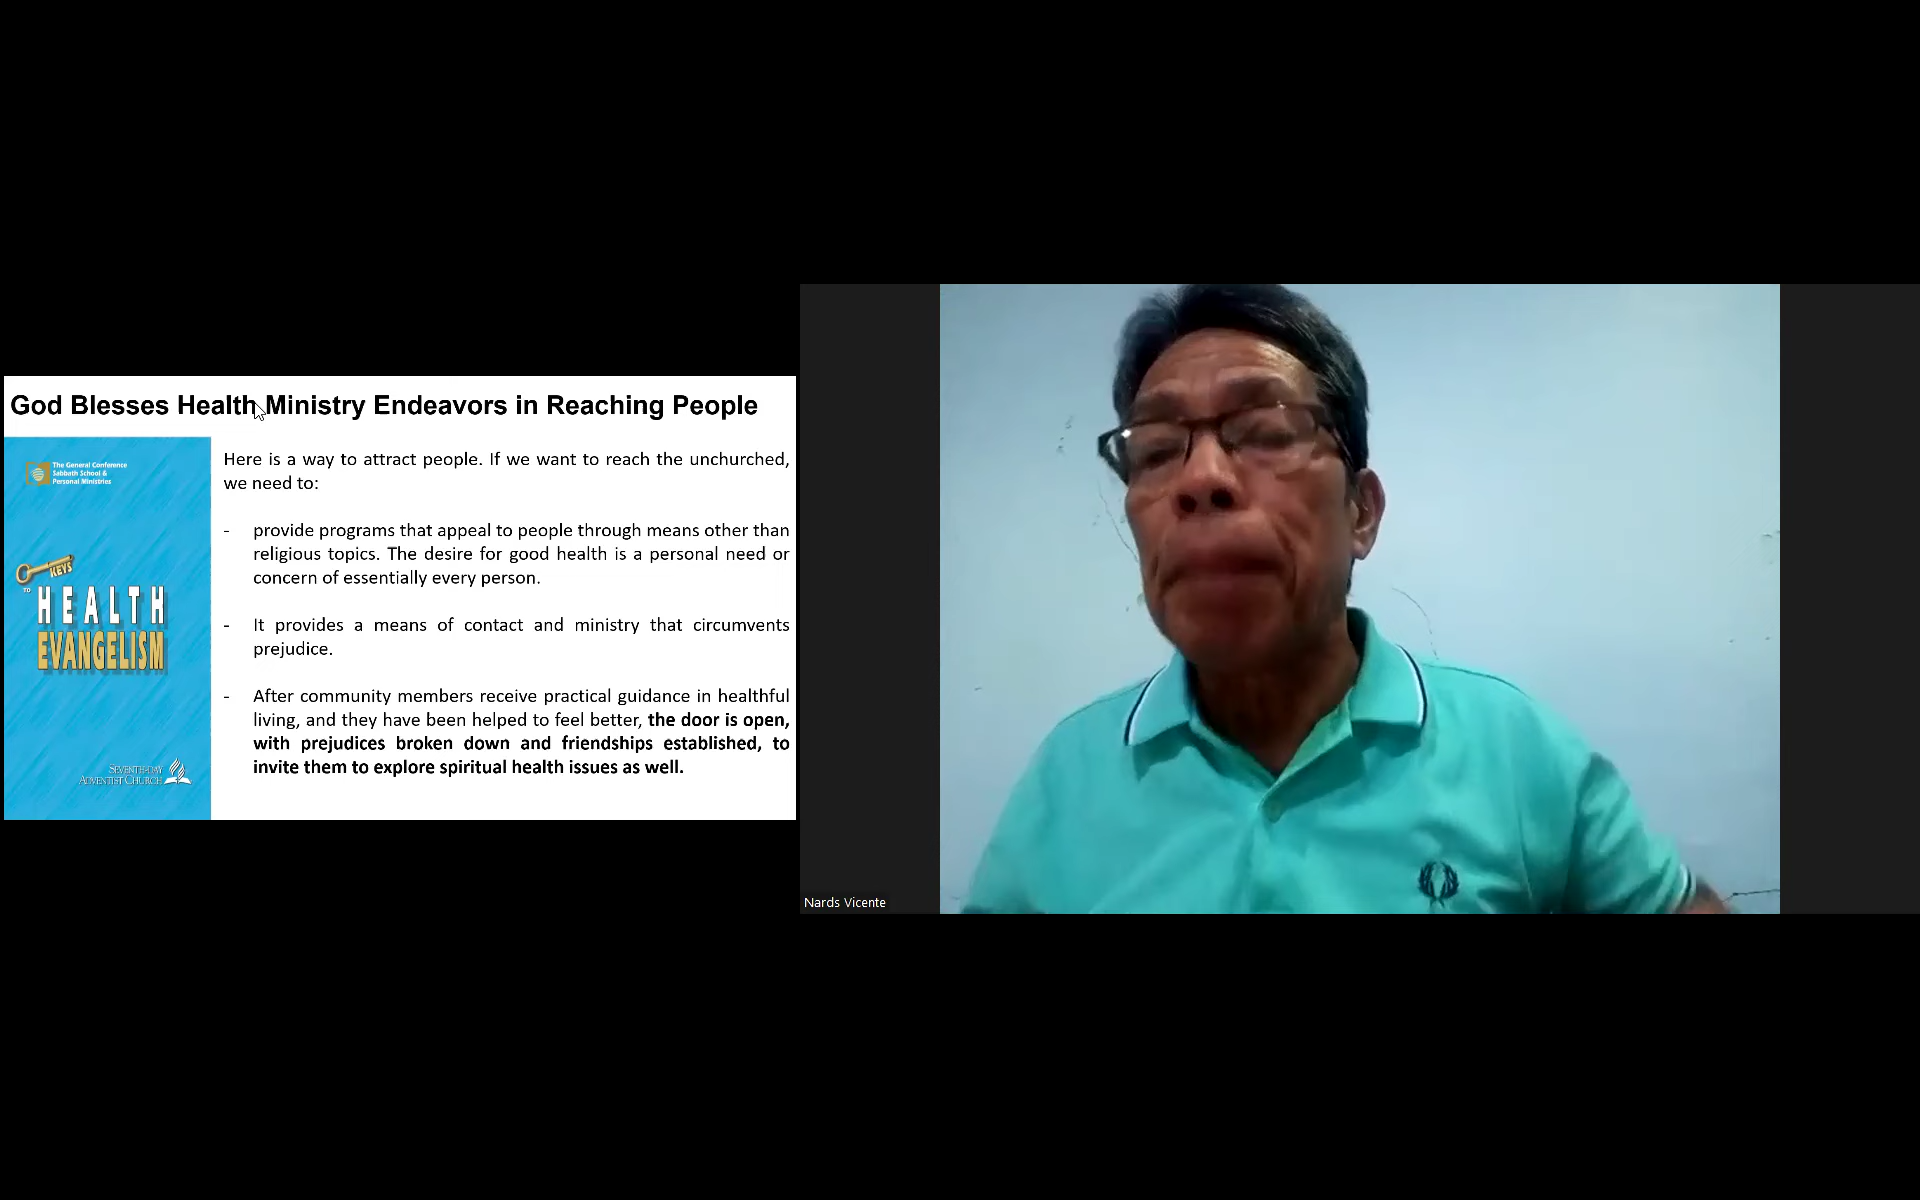 God Blesses Health Ministry Endeavors in Reaching People
The General Conference
Sabbath School &
Personal Ministries
KEYS
TO
HEALTH
EVANGELISM
SEVENTH-DAY
ADVENTIST CHURCH
Here is a way to attract people. If we want to reach the unchurched,
we need to:
- provide programs that appeal to people through means other than
religious topics. The desire for good health is a personal need or
concern of essentially every person.
- It provides a means of contact and ministry that circumvents
prejudice.
- After community members receive practical guidance in healthful
living, and they have been helped to feel better, the door is open,
with prejudices broken down and friendships established, to
invite them to explore spiritual health issues as well.
Nards Vicente